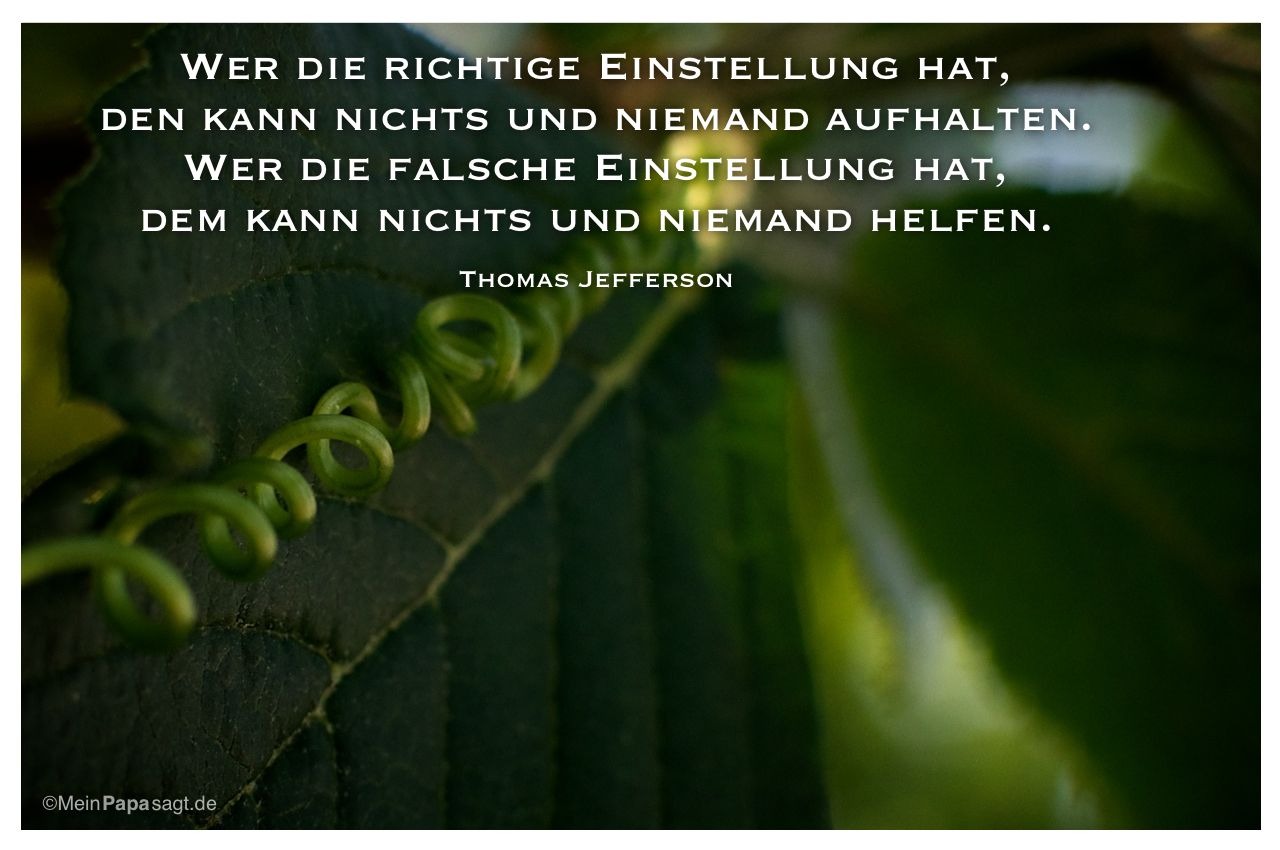 Wer die richtige Einstellung hat,
den kann nichts und niemand aufhalten.
Wer die falsche Einstellung hat,
dem kann nichts und niemand helfen.
Thomas Jefferson
©MeinPapasagt.de